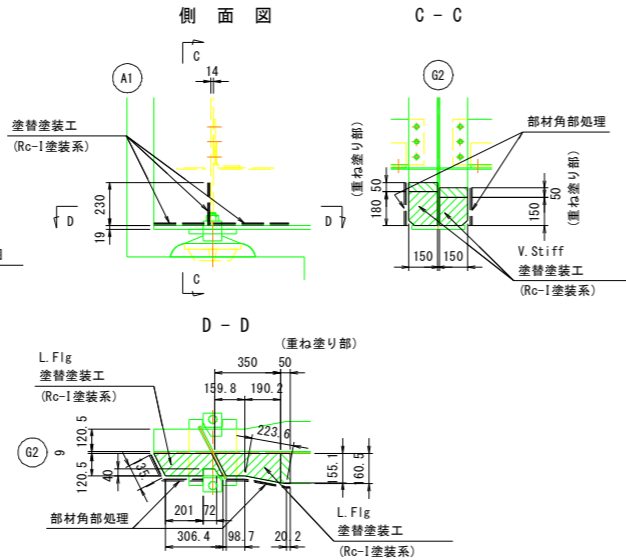 側 面 図
C
A1
14
塗替塗装工
(Rc-I塗装系)
230
19
D
D
C
C - C
G2
部材角部処理
(重ね塗り部)
50
180
50
150
(重ね塗り部)
150
150
V.Stiff
塗替塗装工
(Rc-I塗装系)
D - D
(重ね塗り部)
L.Flg
塗替塗装工
(Rc-I塗装系)
350
50
159.8
190.2
223.6
G2
120.5
9
120.5
35
40
155.1
160.5
部材角部処理
201
72
306.4
98.7
20.2
L.Flg
塗替塗装工
(Rc-I塗装系)